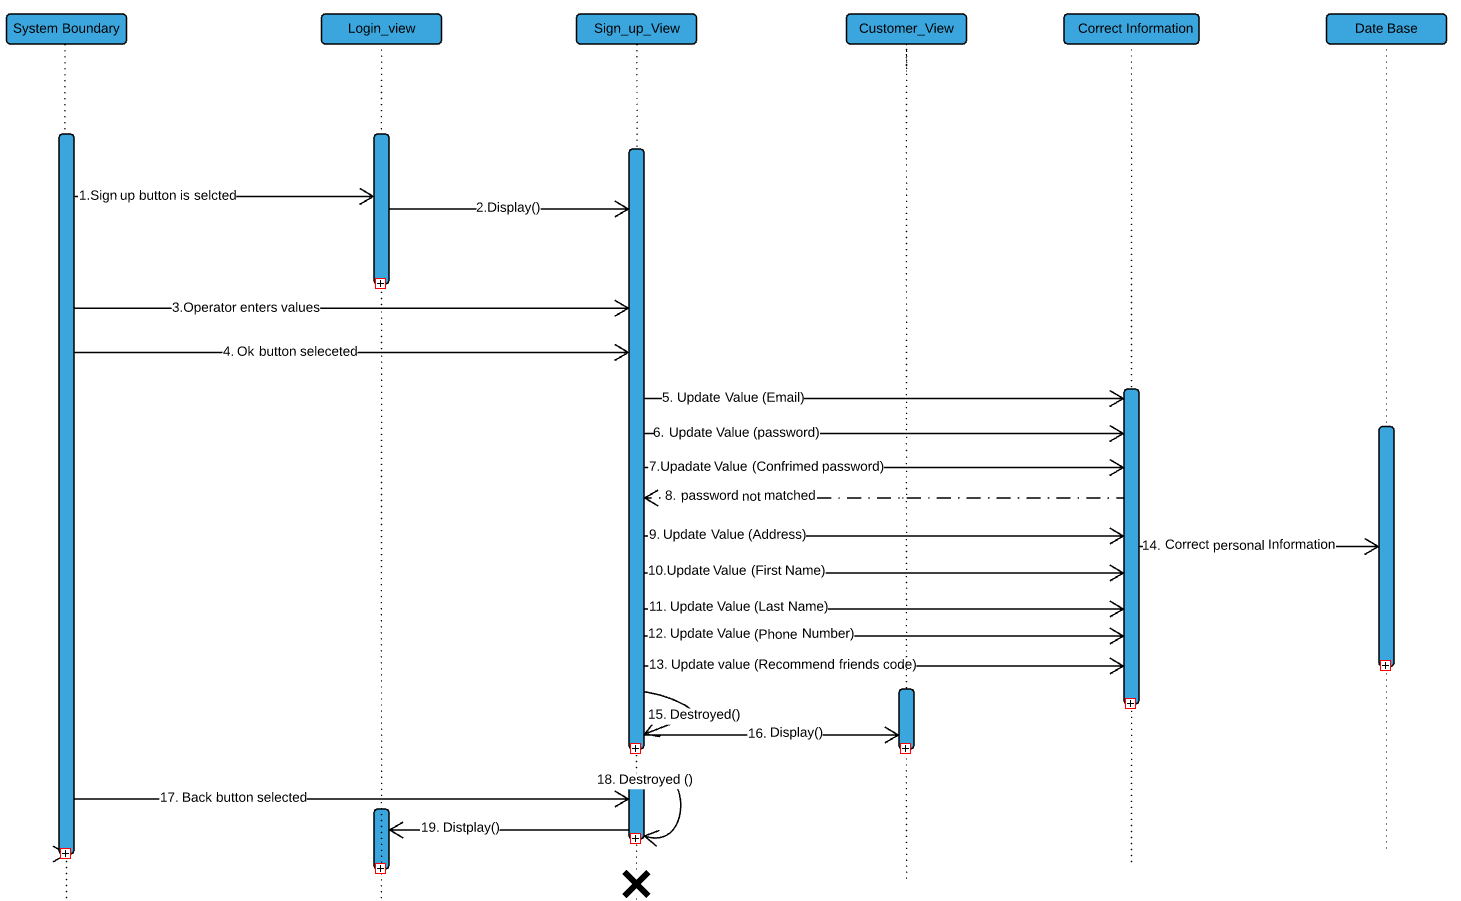 System Boundary
Login_view
Sign_up_View
Customer_View
Correct Information
Date Base
1.Sign up button is selcted
2.Display()
3.Operator enters values
4. Ok button seleceted
5. Update Value (Email)
6. Update Value (password)
7.Upadate Value (Confrimed password)
8. password not matched
9. Update Value (Address)
14. Correct personal Information
10.Update Value (First Name)
11. Update Value (Last Name)
12. Update Value (Phone Number)
13. Update value (Recommend friends code)
15. Destroyed()
16. Display()
18. Destroyed ()
17. Back button selected
19. Distplay()